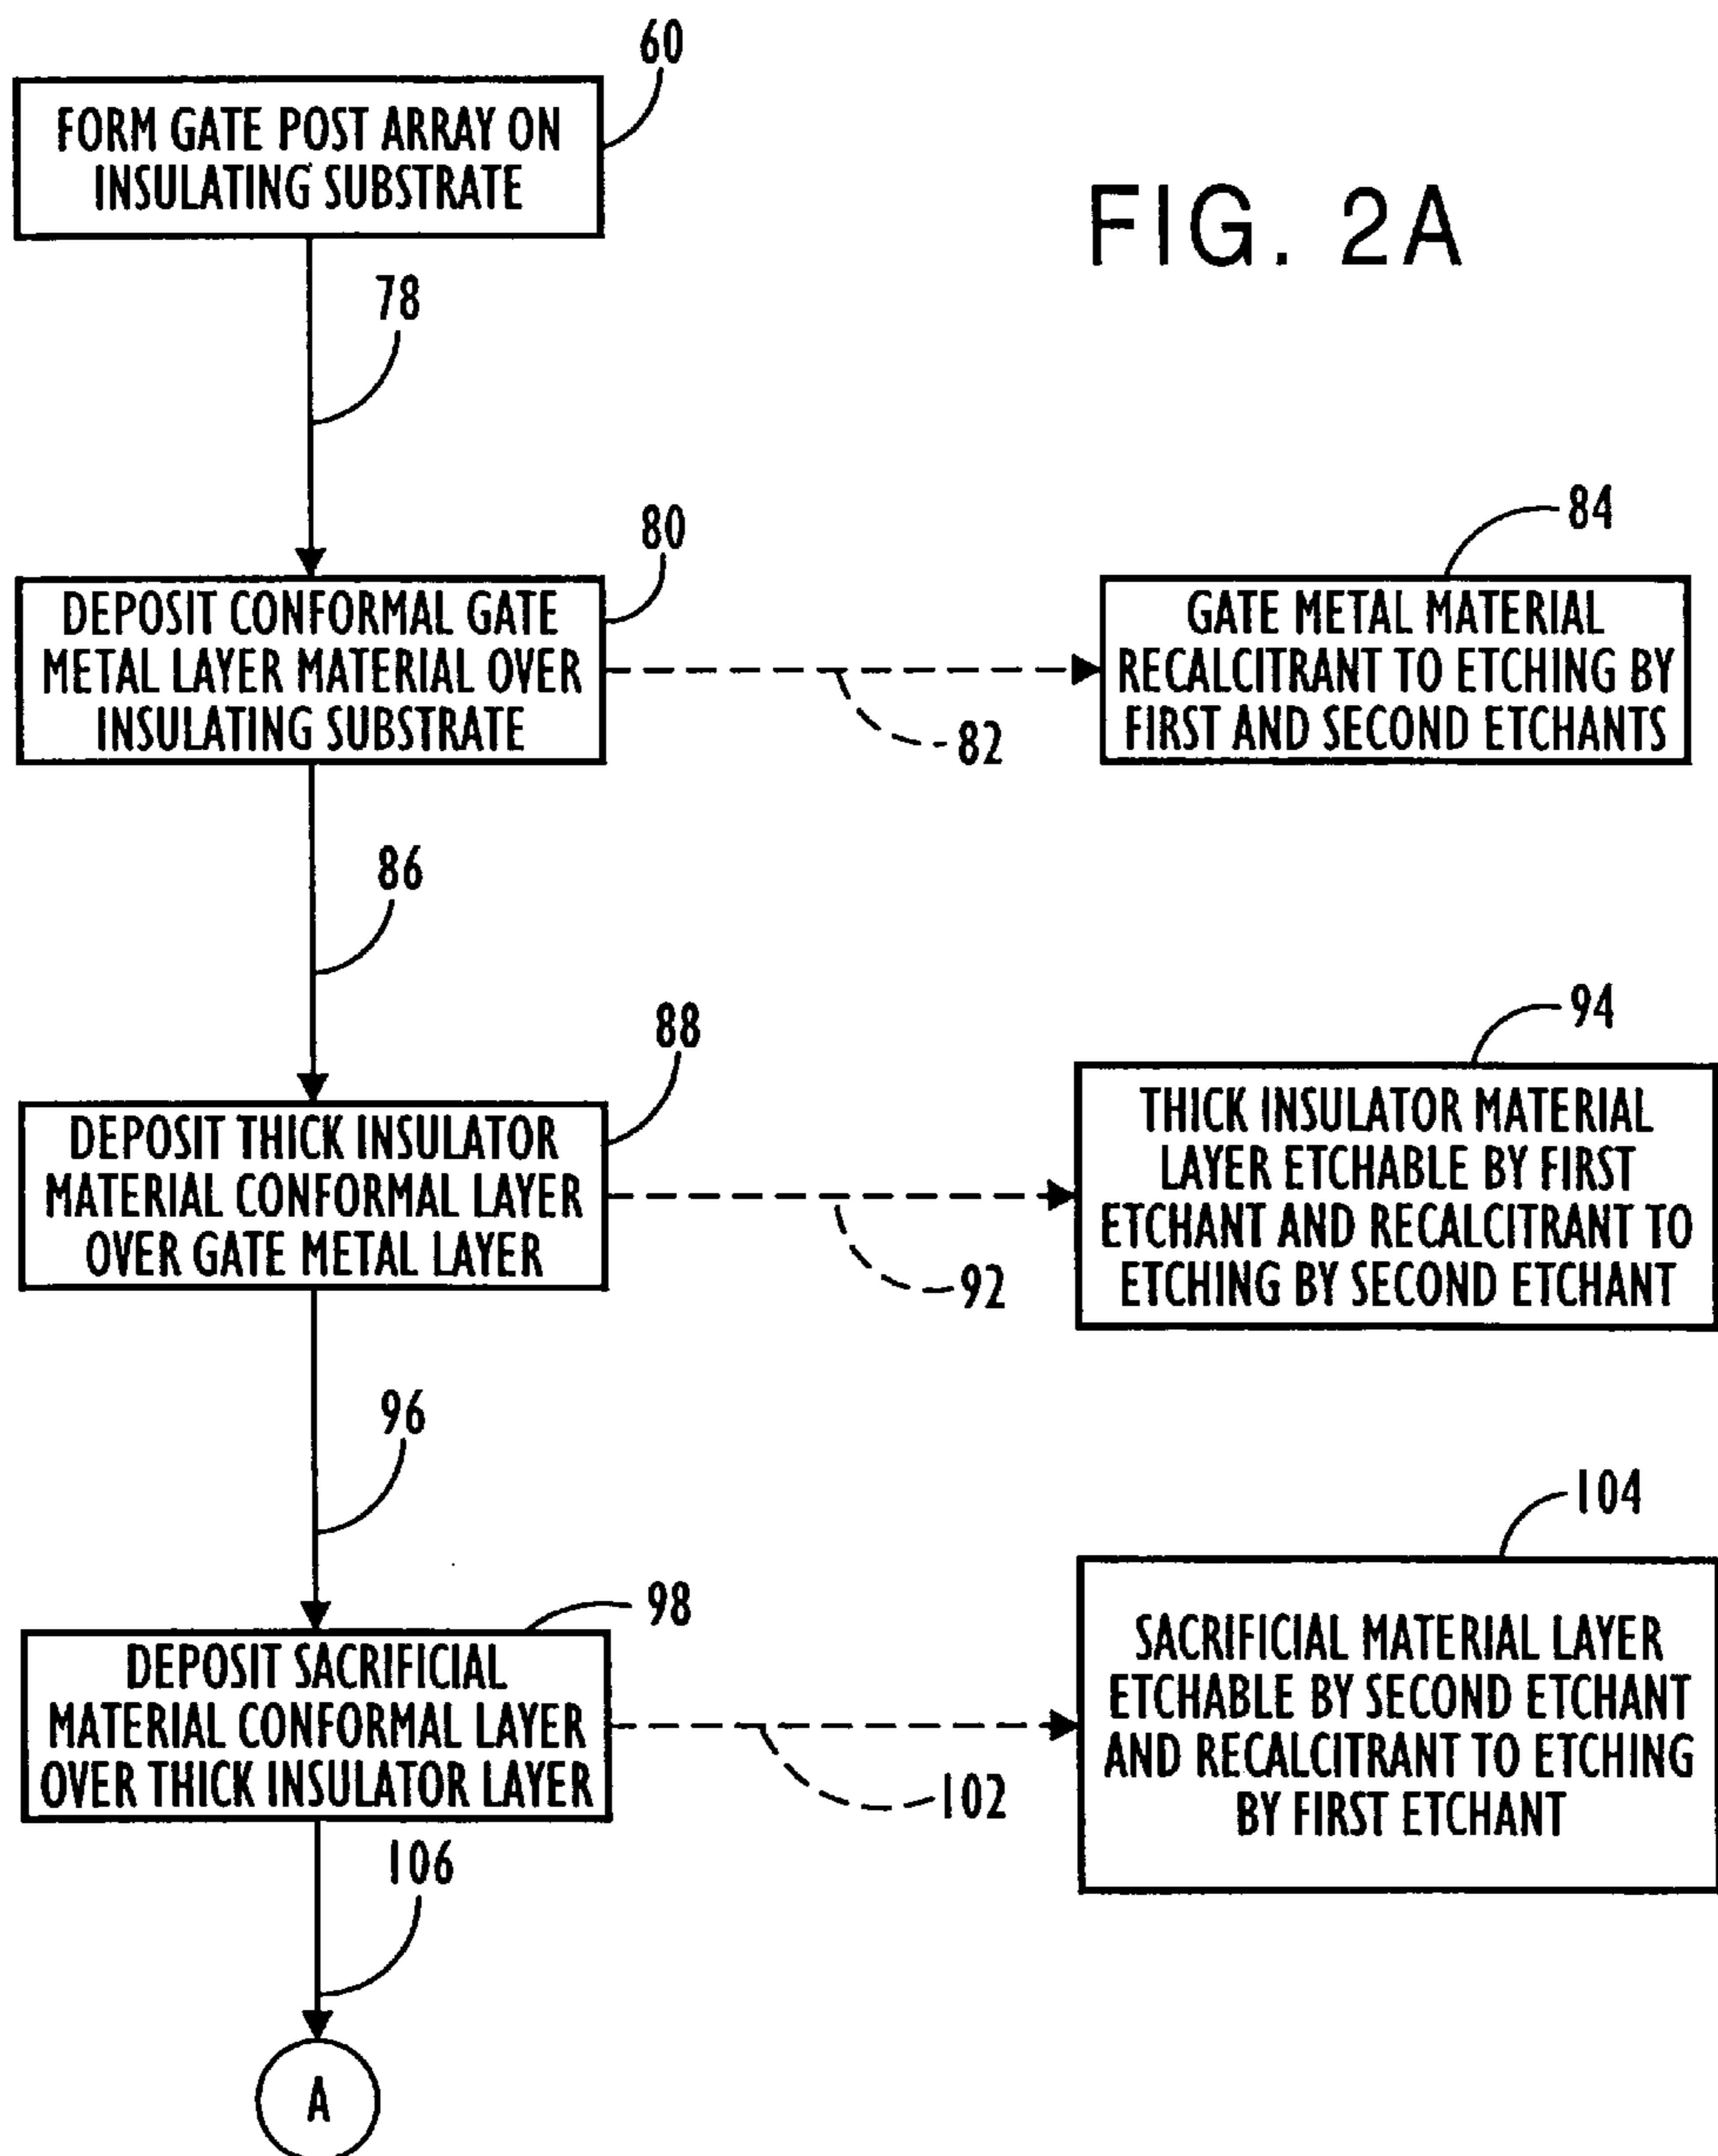 60
FORM GATE POST ARRAY ON
INSULATING SUBSTRATE
FIG. 2A
78
80
DEPOSIT CONFORMAL GATE
METAL LAYER MATERIAL OVER
INSULATING SUBSTRATE
82
84
GATE METAL MATERIAL
RECALCITRANT TO ETCHING BY
FIRST AND SECOND ETCHANTS
86
88
DEPOSIT THICK INSULATOR
MATERIAL CONFORMAL LAYER
OVER GATE METAL LAYER
92
94
THICK INSULATOR MATERIAL
LAYER ETCHABLE BY FIRST
ETCHANT AND RECALCITRANT TO
ETCHING BY SECOND ETCHANT
96
98
DEPOSIT SACRIFICIAL
MATERIAL CONFORMAL LAYER
OVER THICK INSULATOR LAYER
102
104
SACRIFICIAL MATERIAL LAYER
ETCHABLE BY SECOND ETCHANT
AND RECALCITRANT TO ETCHING
BY FIRST ETCHANT
106
A